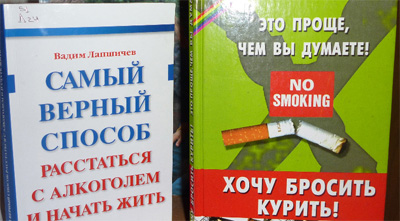 Вадим Лапшичев
САМЫЙ
ВЕРНЫЙ
СПОСОБ
РАССТАТЬСЯ
С АЛКОГОЛЕМ
И НАЧАТЬ ЖИТЬ
ЭТО ПРОЩЕ,
ЧЕМ ВЫ ДУМАЕТЕ!
NO
SMOKING
ХОЧУ БРОСИТЬ
КУРИТЬ!